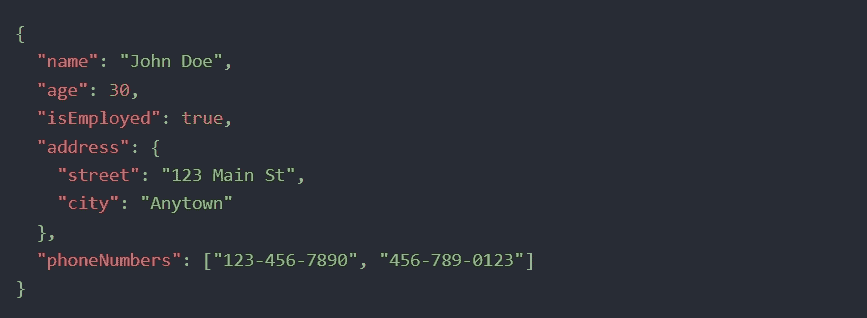 {
  "name": "John Doe",
  "age": 30,
  "isEmployed": true,
  "address": {
    "street": "123 Main St",
    "city": "Anytown"
  },
  "phoneNumbers": ["123-456-7890", "456-789-0123"]
}